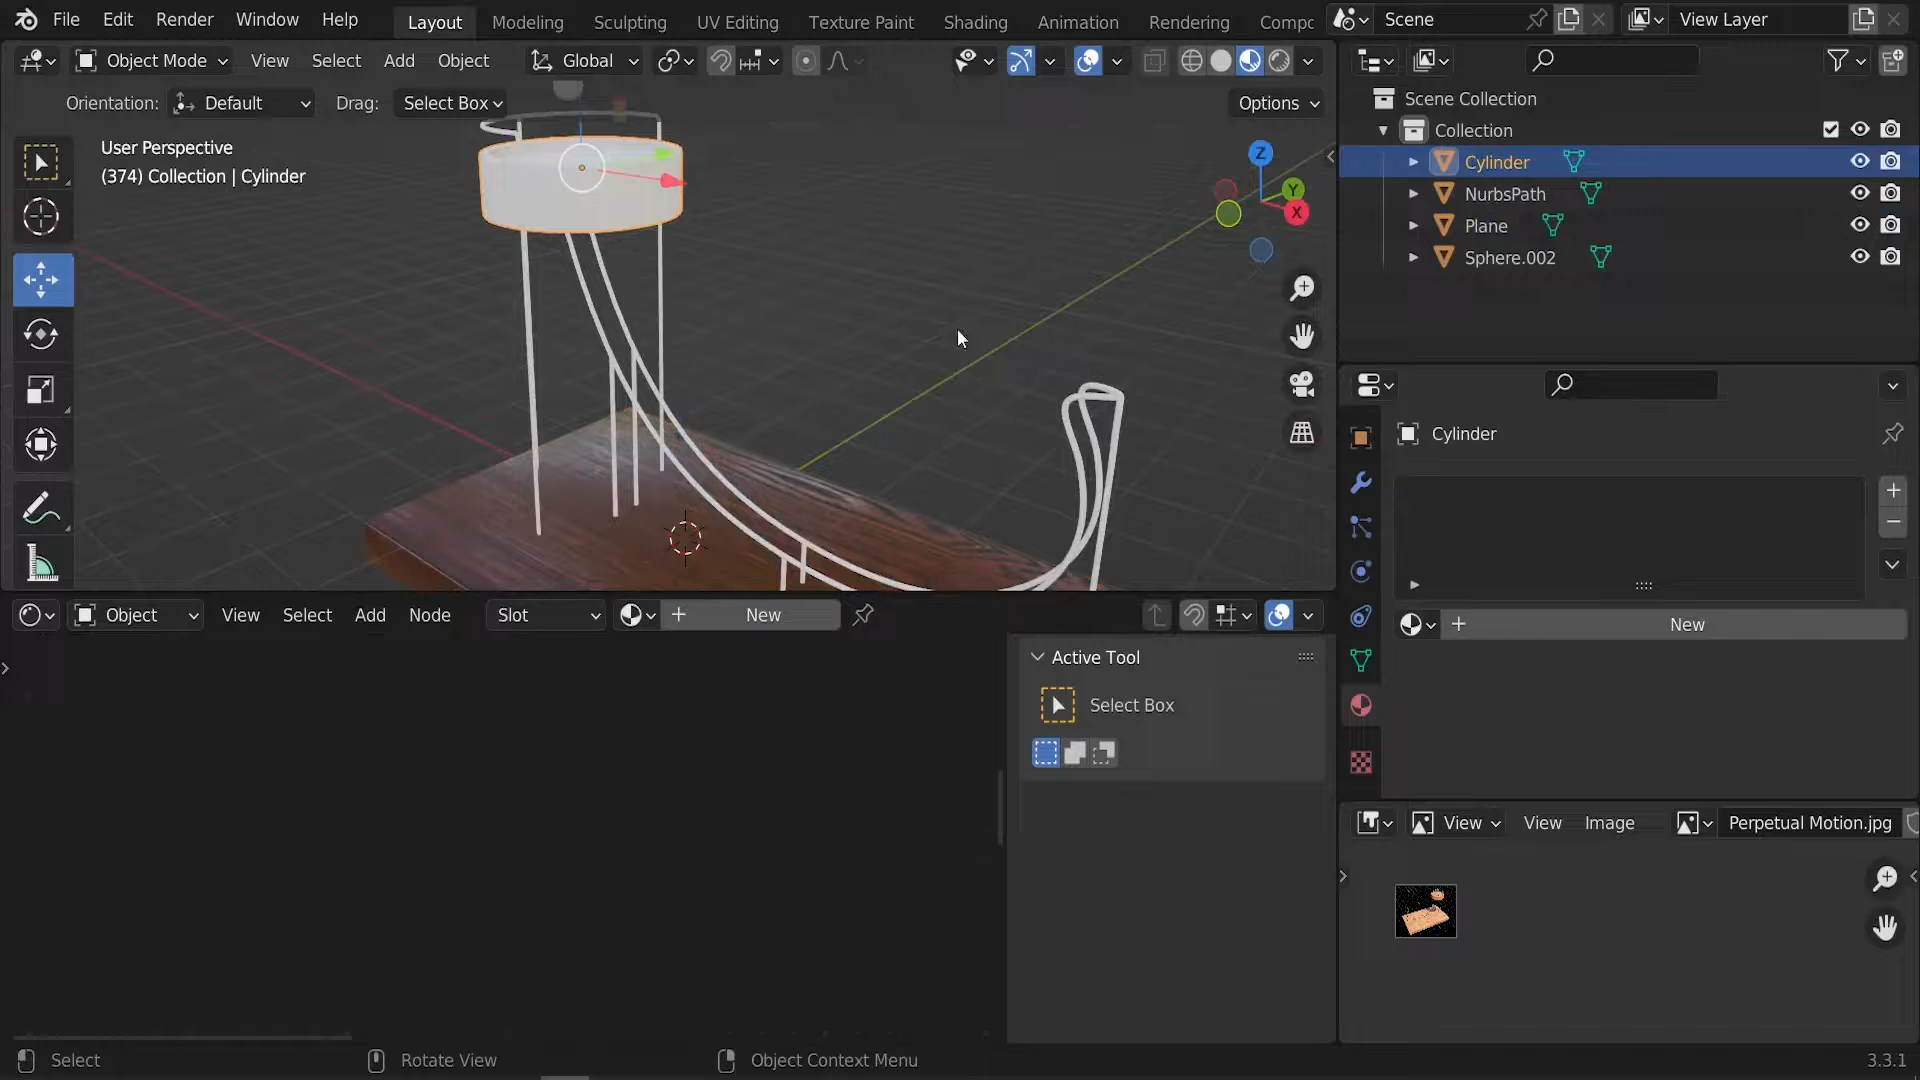 File Edit Render Window Help Layout Modeling Sculpting UV Editing Texture Paint Shading Animation Rendering Compc Scene View Layer
Object Mode View Select Add Object Global
Orientation: Default Drag: Select Box Options
User Perspective
(374) Collection | Cylinder
Z
Y
X
Scene Collection
Collection
Cylinder
NurbsPath
Plane
Sphere.002
Cylinder
New
Object View Select Add Node Slot New
Active Tool
Select Box
View View Image Perpetual Motion.jpg
Select Rotate View Object Context Menu 3.3.1